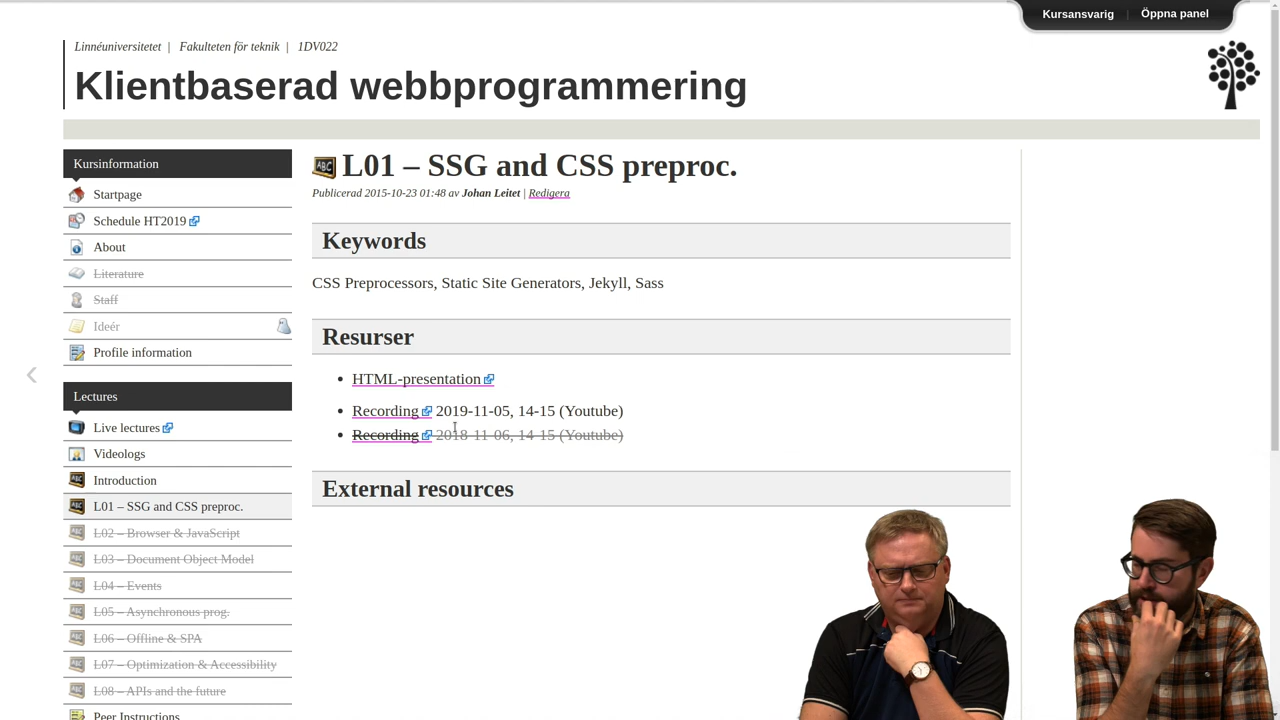 Kursansvarig | Öppna panel
Linnéuniversitetet | Fakulteten för teknik | 1DV022
Klientbaserad webbprogrammering
Kursinformation
Startpage
Schedule HT2019
About
Literature
Staff
Ideér
Profile information
Lectures
Live lectures
Videologs
Introduction
L01 – SSG and CSS preproc.
L02 – Browser & JavaScript
L03 – Document Object Model
L04 – Events
L05 – Asynchronous prog.
L06 – Offline & SPA
L07 – Optimization & Accessibility
L08 – APIs and the future
Peer Instructions
ABC L01 – SSG and CSS preproc.
Publicerad 2015-10-23 01:48 av Johan Leitet | Redigera
Keywords
CSS Preprocessors, Static Site Generators, Jekyll, Sass
Resurser
HTML-presentation
Recording 2019-11-05, 14-15 (Youtube)
Recording 2018-11-06, 14-15 (Youtube)
External resources